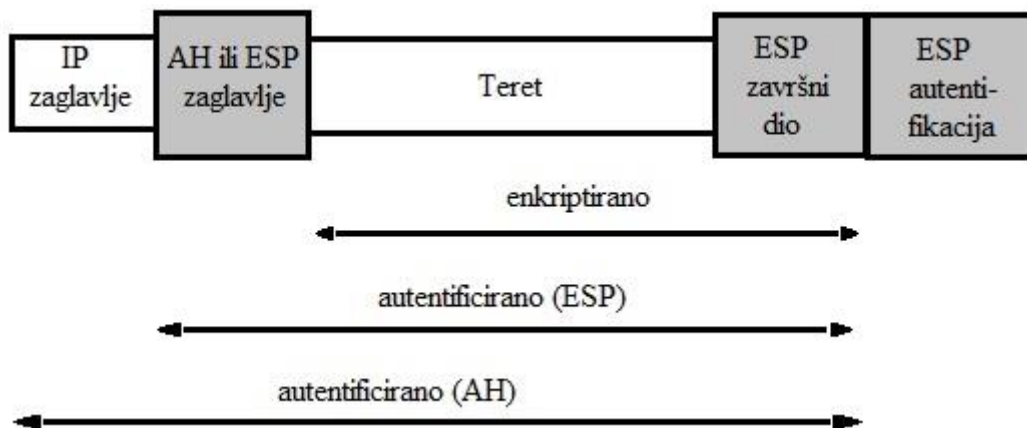 IP
zaglavlje
AH ili ESP
zaglavlje
Teret
ESP
završni
dio
ESP
autenti-
fikacija
enkriptirano
autentificirano (ESP)
autentificirano (AH)